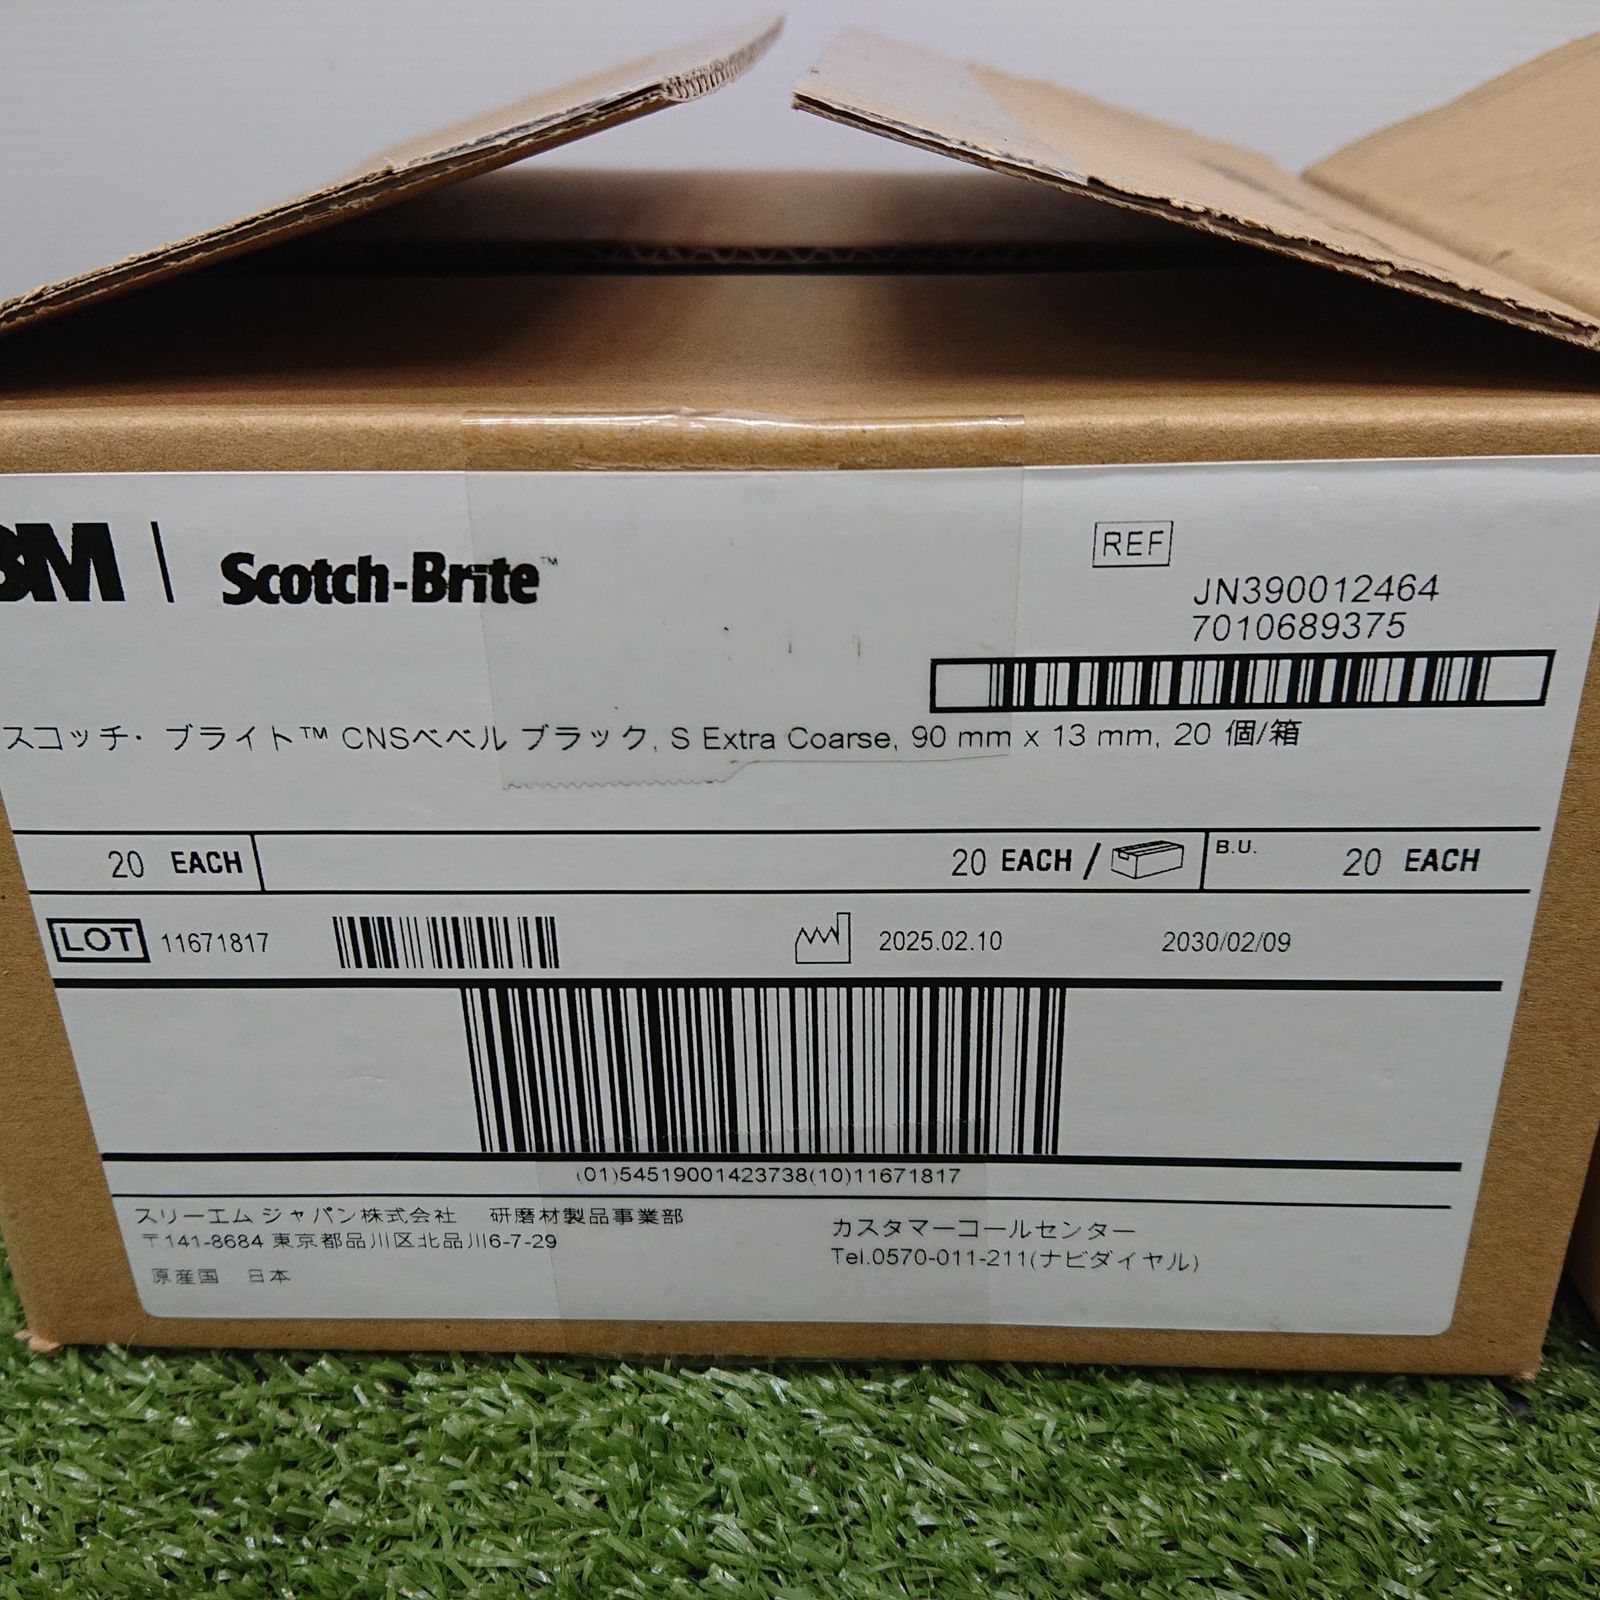 3M | Scotch-Brite™
REF
JN390012464
7010689375
スコッチ・ブライト™ CNSベベル ブラック, S Extra Coarse, 90 mm x 13 mm, 20 個/箱
20 EACH
20 EACH /
B.U. 20 EACH
LOT 11671817
2025.02.10
2030/02/09
(01)54519001423738(10)11671817
スリーエム ジャパン株式会社 研磨材製品事業部
〒141-8684 東京都品川区北品川6-7-29
原産国 日本
カスタマーコールセンター
Tel.0570-011-211(ナビダイヤル)